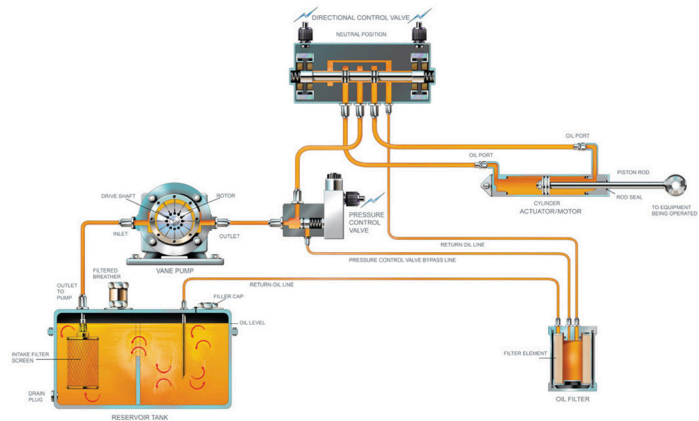 DIRECTIONAL CONTROL VALVE
NEUTRAL POSITION
OIL PORT
OIL PORT
PISTON ROD
ROD SEAL
CYLINDER
ACTUATOR/MOTOR
TO EQUIPMENT
BEING OPERATED
DRIVE SHAFT
ROTOR
INLET
OUTLET
VANE PUMP
PRESSURE
CONTROL
VALVE
RETURN OIL LINE
PRESSURE CONTROL VALVE BYPASS LINE
OUTLET
TO
PUMP
FILTERED
BREATHER
RETURN OIL LINE
FILLER CAP
OIL LEVEL
INTAKE FILTER
SCREEN
DRAIN
PLUG
RESERVOIR TANK
FILTER ELEMENT
OIL FILTER